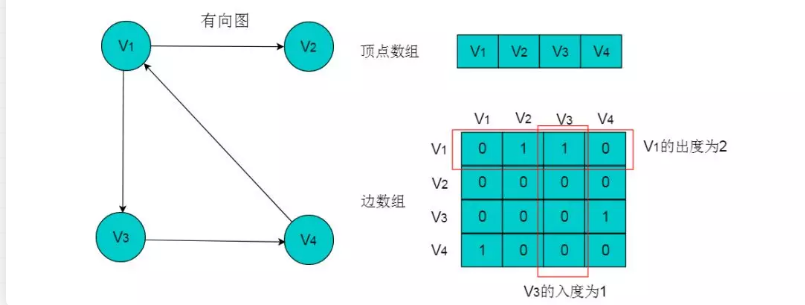 有向图
V1
V2
V3
V4
顶点数组
V1 V2 V3 V4
边数组
V1 V2 V3 V4
V1 0 1 1 0
V2 0 0 0 0
V3 0 0 0 1
V4 1 0 0 0
V1的出度为2
V3的入度为1